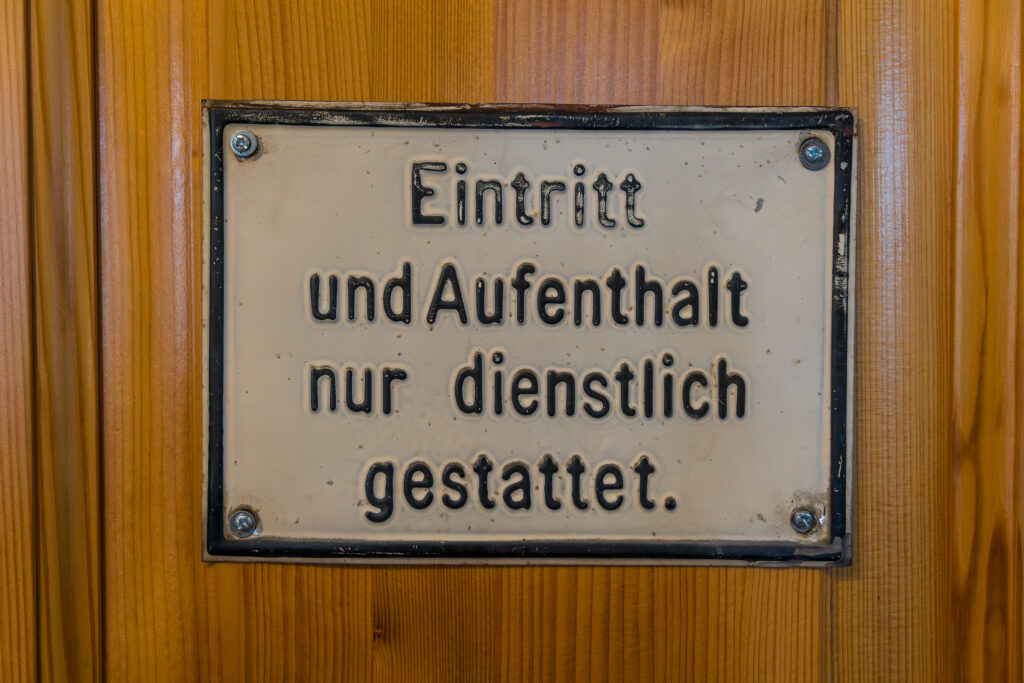 Eintritt
und Aufenthalt
nur dienstlich
gestattet.